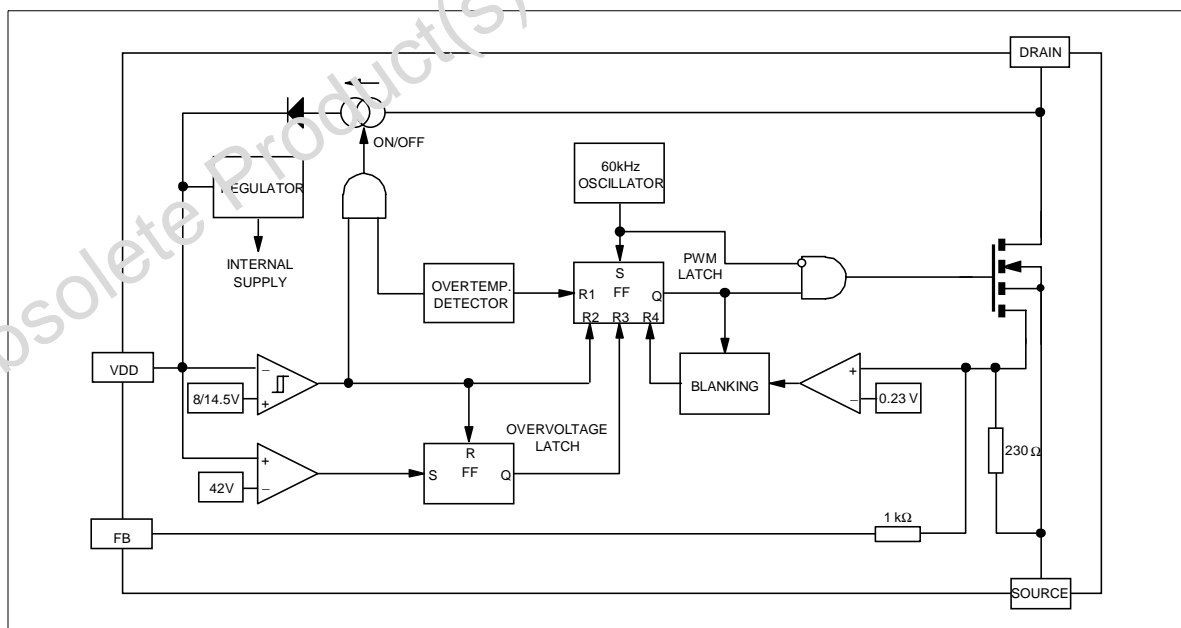 Obsolete Product(s)
DRAIN
ON/OFF
60kHz
OSCILLATOR
REGULATOR
INTERNAL
SUPPLY
PWM
LATCH
S
FF
R1
Q
R2 R3 R4
OVERTEMP.
DETECTOR
VDD
−
+
8/14.5V
BLANKING
+
−
0.23 V
OVERVOLTAGE
LATCH
R
FF
S
Q
+
−
42V
230 Ω
1 kΩ
FB
SOURCE